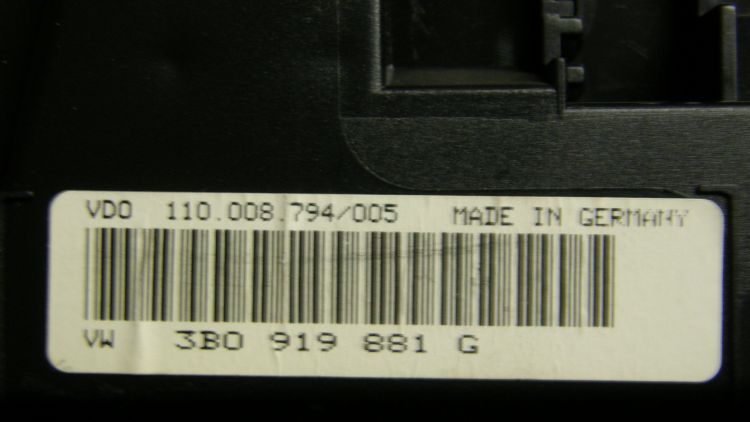 VDO 110.008.794/005 MADE IN GERMANY
VW 3B0 919 881 G